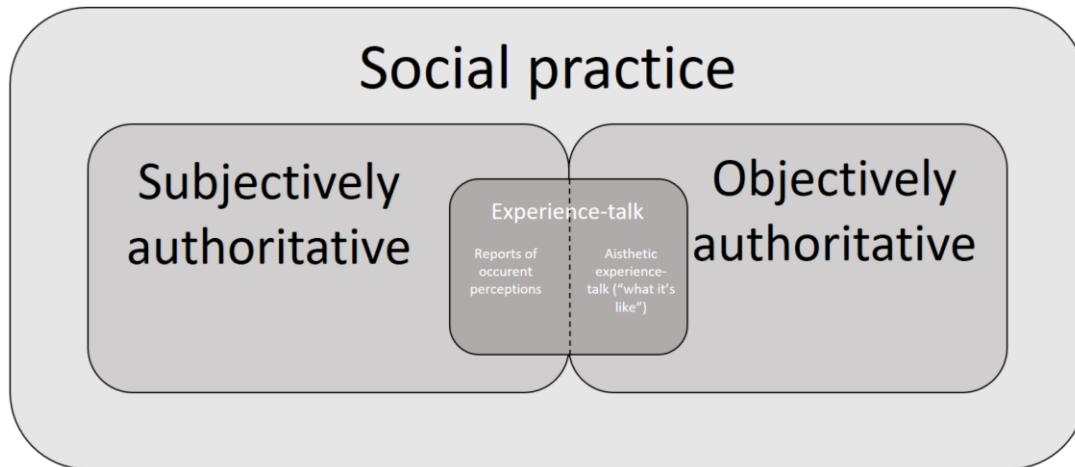 Social practice
Subjectively
authoritative
Objectively
authoritative
Experience-talk
Reports of
occurent
perceptions
Aisthetic
experience-
talk (“what it’s
like”)